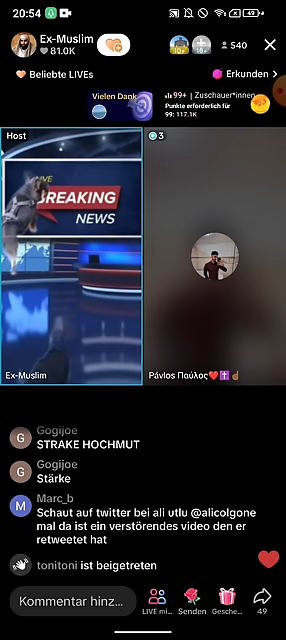 20:54
49
Ex-Muslim
81.0K
540
Beliebte LIVEs
Erkunden >
Vielen Dank
99+ | Zuschauer*innen
Punkte erforderlich für
99: 117.1K
Host
3
LIVE
BREAKING
NEWS
Ex-Muslim
Pávlos Παύλος❤️✝️☝🏾
Gogijoe
STRAKE HOCHMUT
Gogijoe
Stärke
Marc_b
Schaut auf twitter bei ali utlu @alicolgone
mal da ist ein verstörendes video den er
retweetet hat
tonitoni ist beigetreten
Kommentar hinz...
LIVE mi...
Senden
Gesche...
49